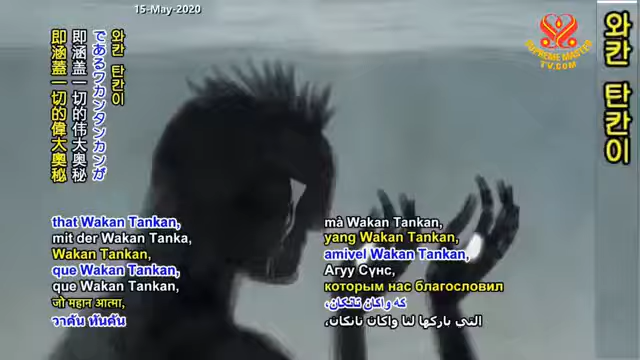 15-May-2020
와칸 탄칸이
であるワカンタンカンが
即涵盖一切的伟大奥秘
即涵蓋一切的偉大奧秘
SUPREME MASTER
TV.COM
와칸 탄칸이
that Wakan Tankan,
mit der Wakan Tanka,
Wakan Tankan,
que Wakan Tankan,
que Wakan Tankan,
जो महान आत्मा,
วาคัน ทันคัน
mà Wakan Tankan,
yang Wakan Tankan,
amivel Wakan Tankan,
Агуу Сүнс,
которым нас благословил
که واکان تنکان،
التي باركها لنا واكان تانكان،